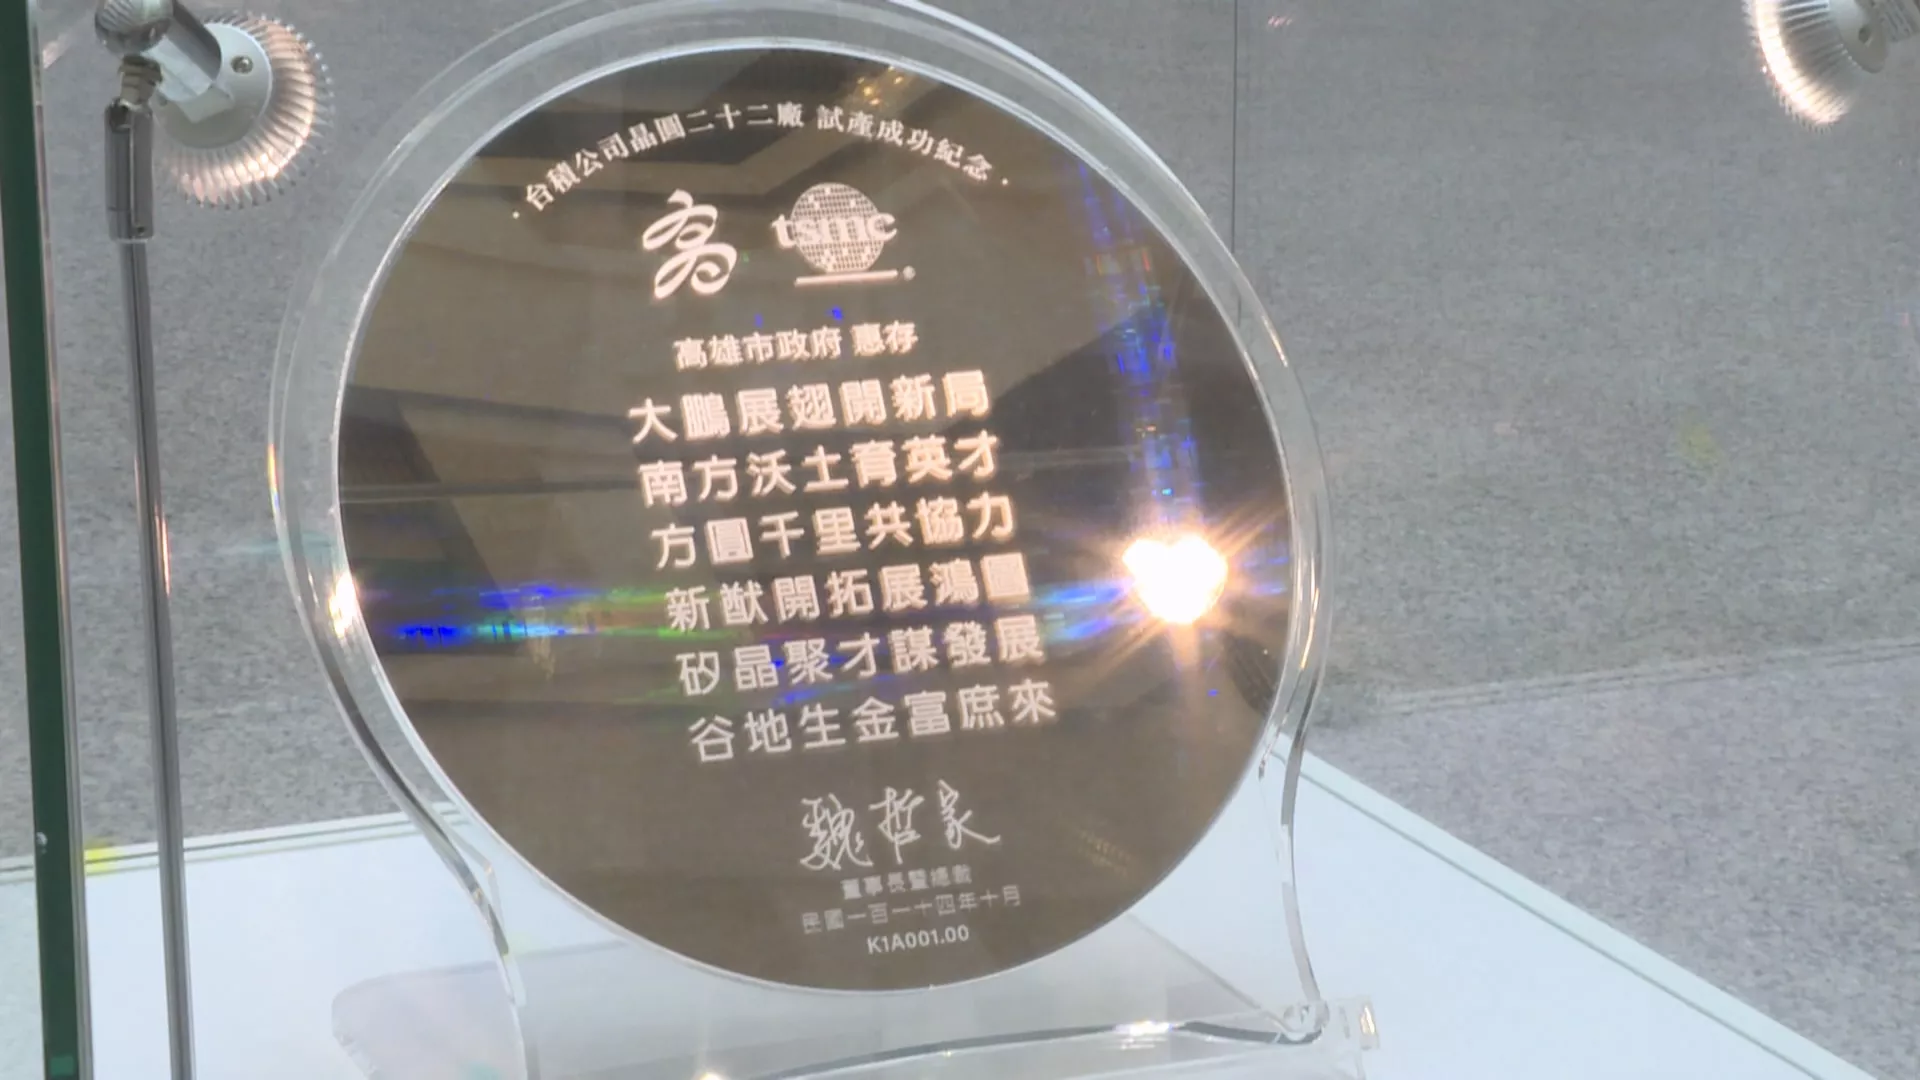 ·台積公司晶圓二十二廠 試產成功紀念·
tsmc®
高雄市政府 惠存
大鵬展翅開新局
南方沃土育英才
方圓千里共協力
新猷開拓展鴻圖
矽晶聚才謀發展
谷地生金富庶來
魏哲家
董事長暨總裁
民國一百一十四年十月
K1A001.00